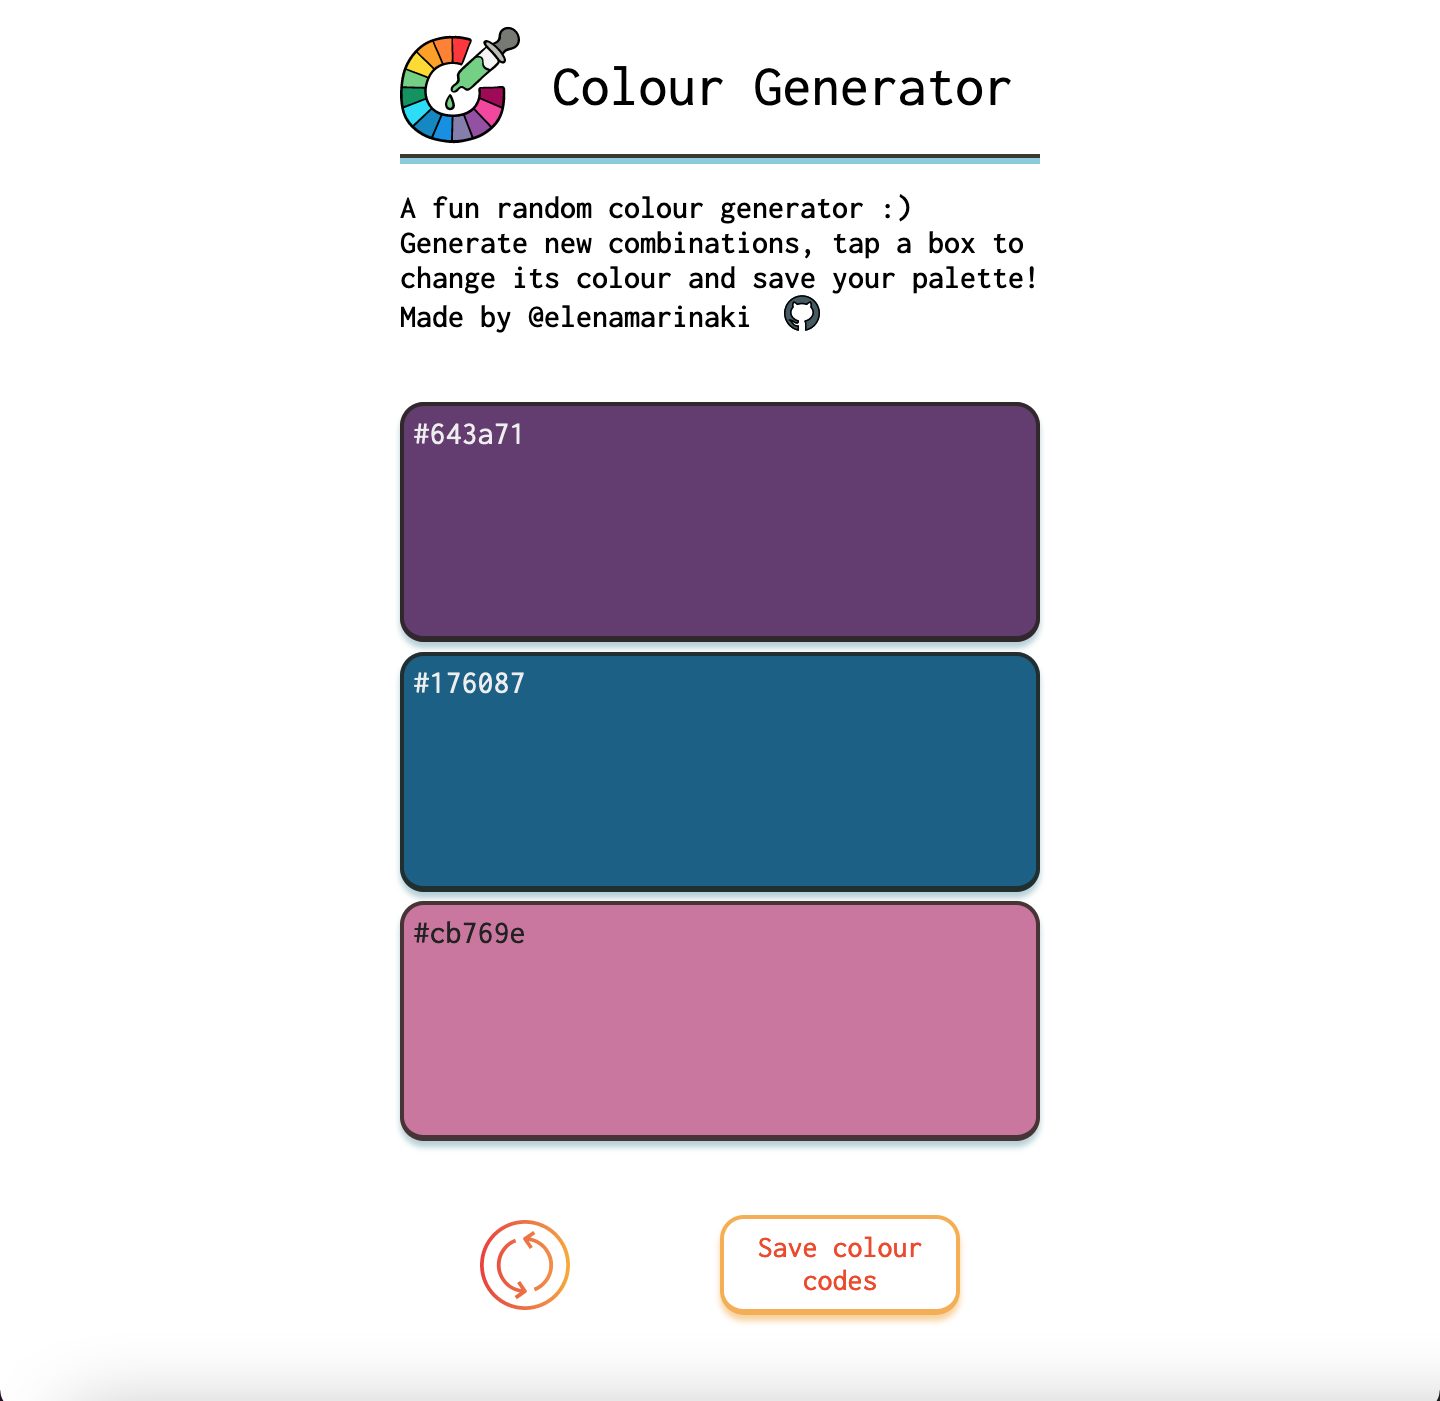 Colour Generator
A fun random colour generator :)
Generate new combinations, tap a box to
change its colour and save your palette!
Made by @elenamarinaki
#643a71
#176087
#cb769e
Save colour
codes